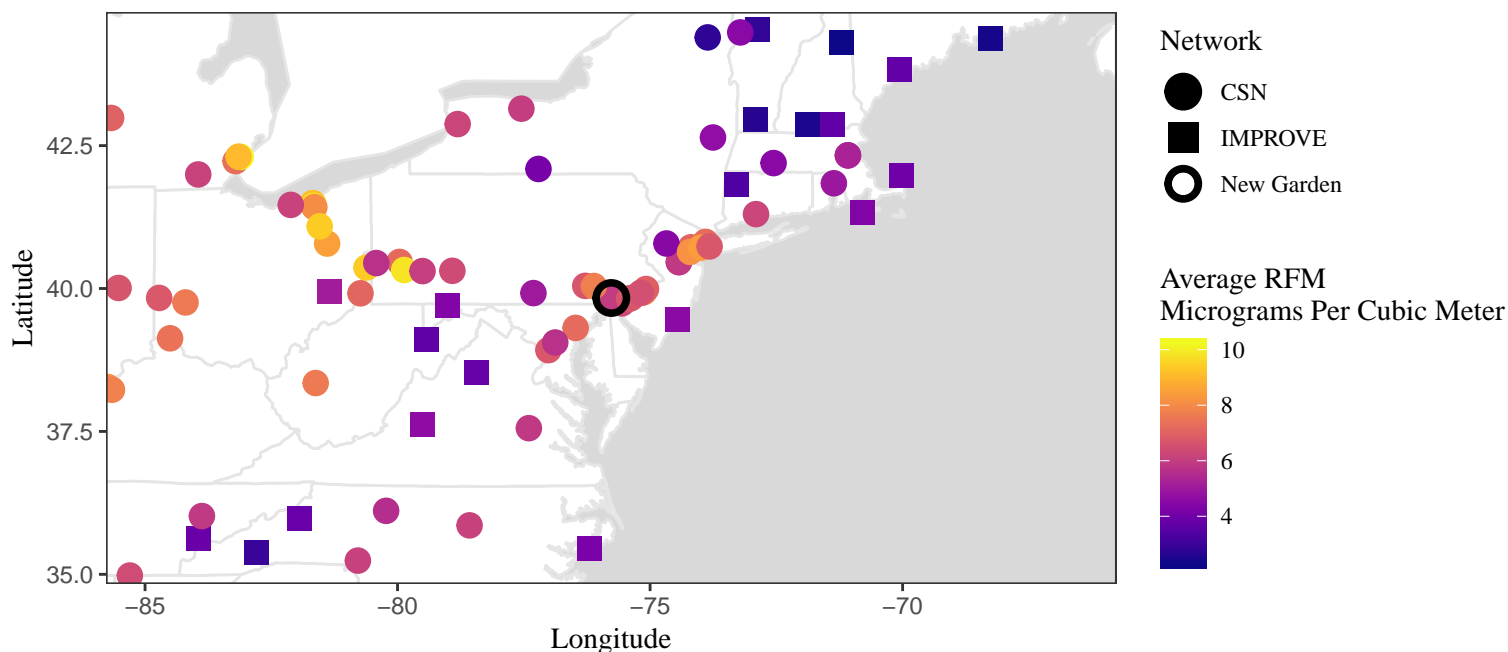 Latitude
42.5
40.0
37.5
35.0
−85
−80
−75
−70
Longitude
Network
CSN
IMPROVE
New Garden
Average RFM
Micrograms Per Cubic Meter
10
8
6
4